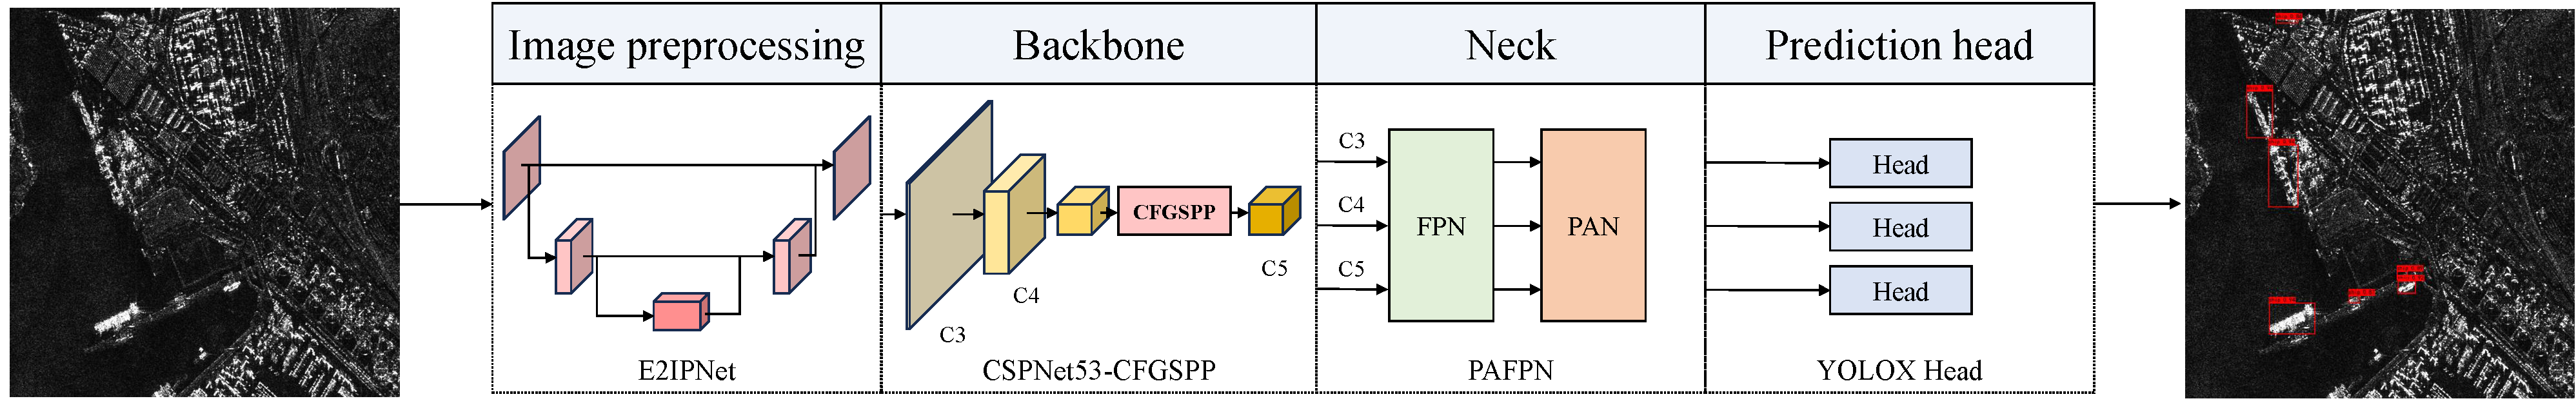 Image preprocessing
Backbone
Neck
Prediction head
C3
C4
CFGSPP
C5
C3
C4
C5
FPN
PAN
Head
Head
Head
E2IPNet
CSPNet53-CFGSPP
PAFPN
YOLOX Head